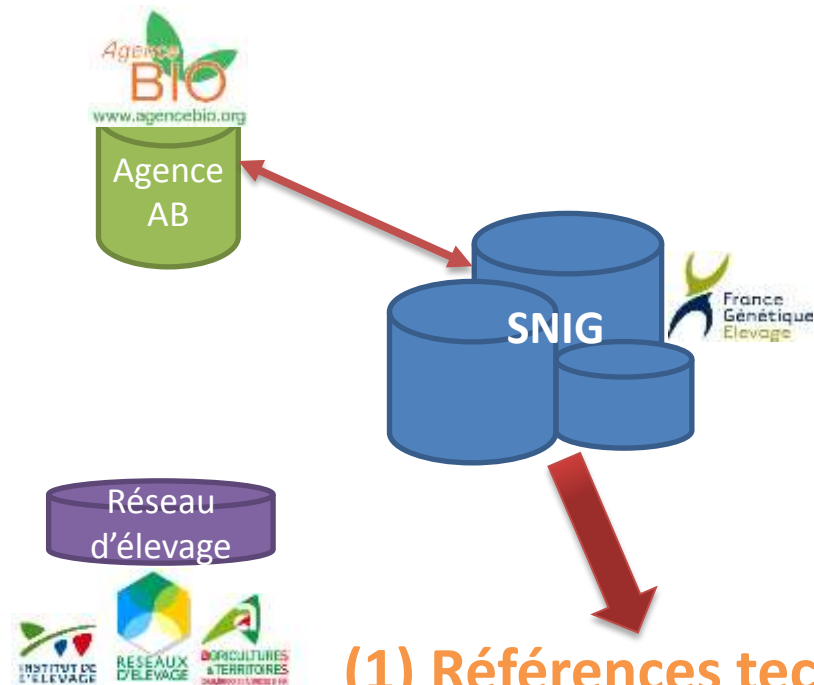 Agence
BIO
www.agencebio.org
Agence
AB
SNIG
France
Génétique
Elevage
Réseau
d'élevage
INSTITUT DE
L'ELEVAGE
RESEAUX
D'ELEVAGE
AGRICULTURES
& TERRITOIRES
(1) Références tec